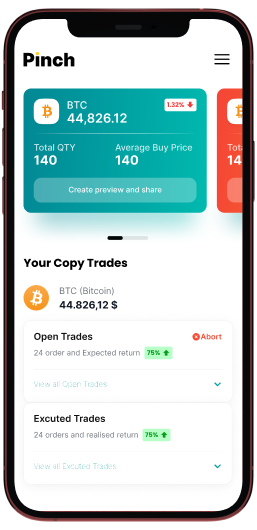 Pinch
BTC
44,826.12
1.32%
Total QTY
Average Buy Price
140
140
Create preview and share
Tota
14
Your Copy Trades
BTC (Bitcoin)
44.826,12 $
Open Trades
Abort
24 order and Expected return
75%
View all Open Trades
Excuted Trades
24 orders and realised return
75%
View all Excuted Trades